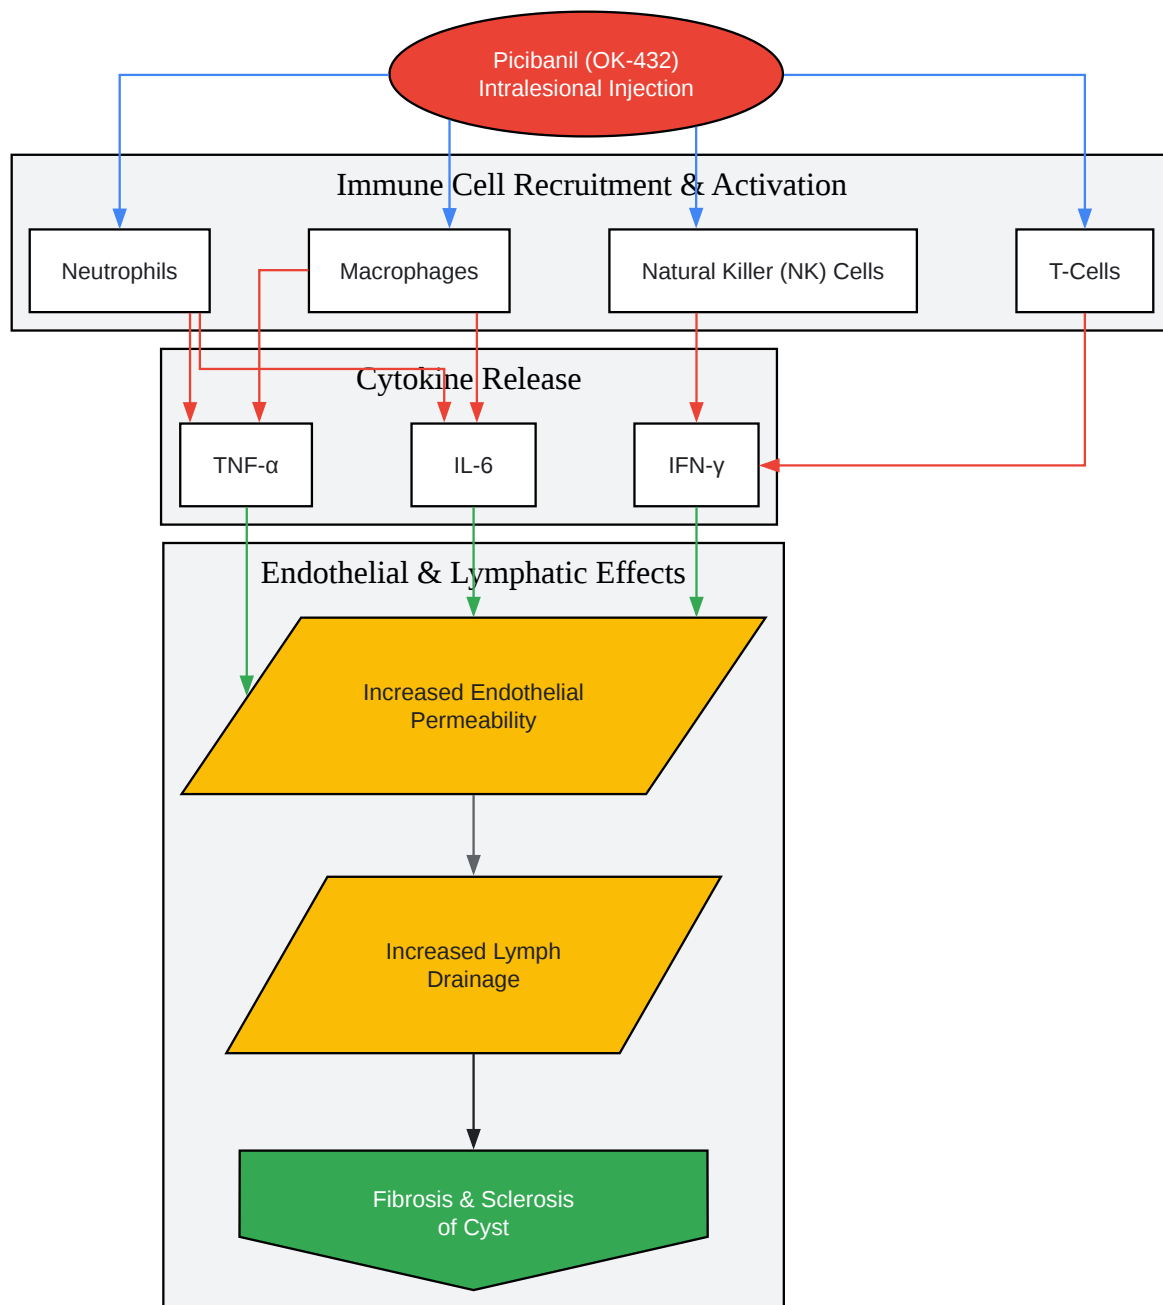 Picibanil (OK-432)
Intralesional Injection
Immune Cell Recruitment & Activation
Neutrophils
Macrophages
Natural Killer (NK) Cells
T-Cells
Cytokine Release
TNF-α
IL-6
IFN-γ
Endothelial & Lymphatic Effects
Increased Endothelial
Permeability
Increased Lymph
Drainage
Fibrosis & Sclerosis
of Cyst